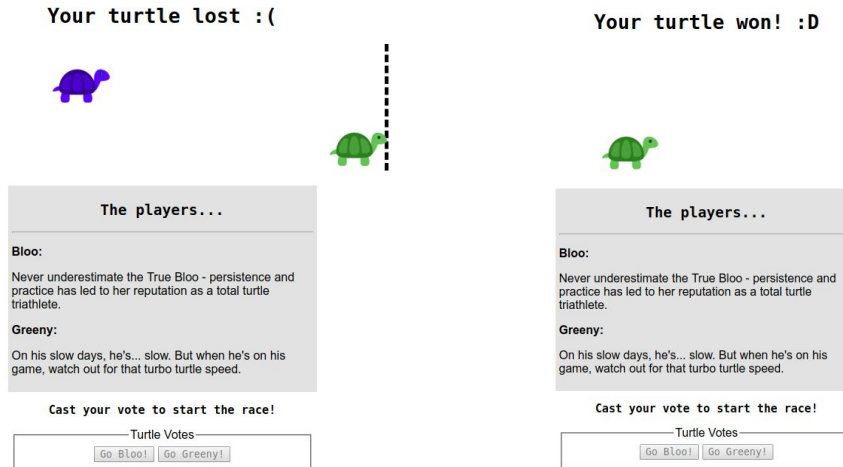 Your turtle lost :(
The players...
Bloo:
Never underestimate the True Bloo - persistence and
practice has led to her reputation as a total turtle
triathlete.
Greeny:
On his slow days, he's... slow. But when he's on his
game, watch out for that turbo turtle speed.
Cast your vote to start the race!
Turtle Votes
Go Bloo! Go Greeny!
Your turtle won! :D
The players...
Bloo:
Never underestimate the True Bloo - persistence and
practice has led to her reputation as a total turtle
triathlete.
Greeny:
On his slow days, he's... slow. But when he's on his
game, watch out for that turbo turtle speed.
Cast your vote to start the race!
Turtle Votes
Go Bloo! Go Greeny!